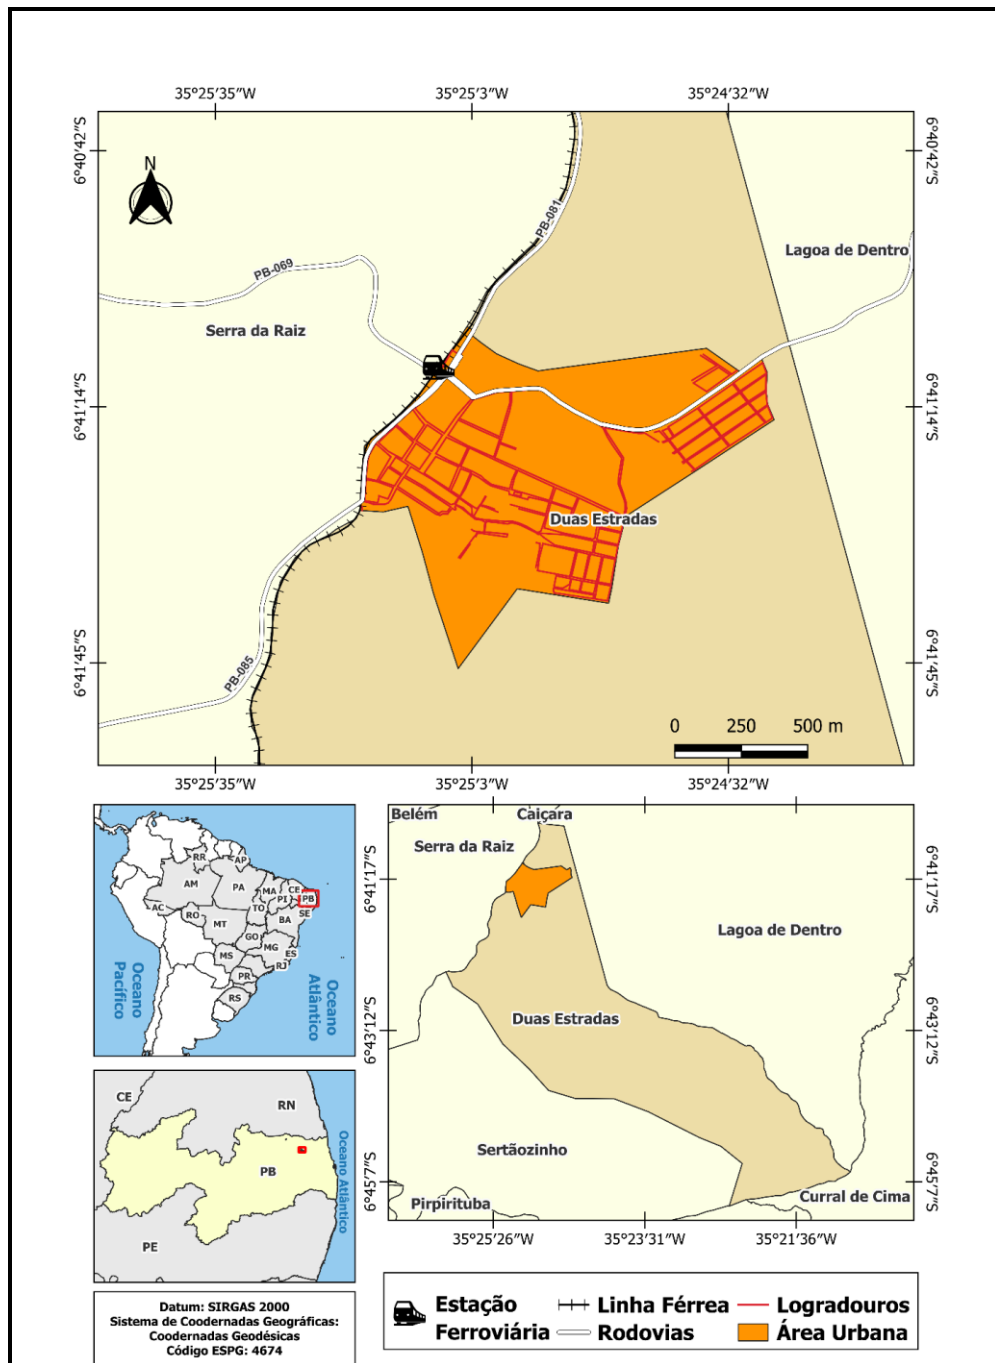 35°25′35″W 35°25′3″W 35°24′32″W
6°40′42″S
6°40′42″S
N
PB-081
Lagoa de Dentro
PB-069
Serra da Raiz
6°41′14″S
6°41′14″S
Duas Estradas
6°41′45″S
6°41′45″S
PB-085
0 250 500 m
35°25′35″W 35°25′3″W 35°24′32″W
RR
AP
AM
PA
MA
CE
PB
PI
AC
RO
TO
SE
MT
BA
GO
MG
ES
MS
RJ
PR
RS
Oceano
Pacífico
Oceano
Atlântico
Belém
Caiçára
Serra da Raiz
6°41′17″S
6°41′17″S
Lagoa de Dentro
Duas Estradas
6°43′12″S
6°43′12″S
Sertãozinho
6°45′7″S
6°45′7″S
Pirpirituba
Curral de Cima
35°25′26″W 35°23′31″W 35°21′36″W
CE
RN
PB
PE
Oceano Atlântico
Datum: SIRGAS 2000
Sistema de Coodernadas Geográficas:
Coodernadas Geodésicas
Código ESPG: 4674
Estação
Ferroviária
Linha Férrea
Rodovias
Logradouros
Área Urbana